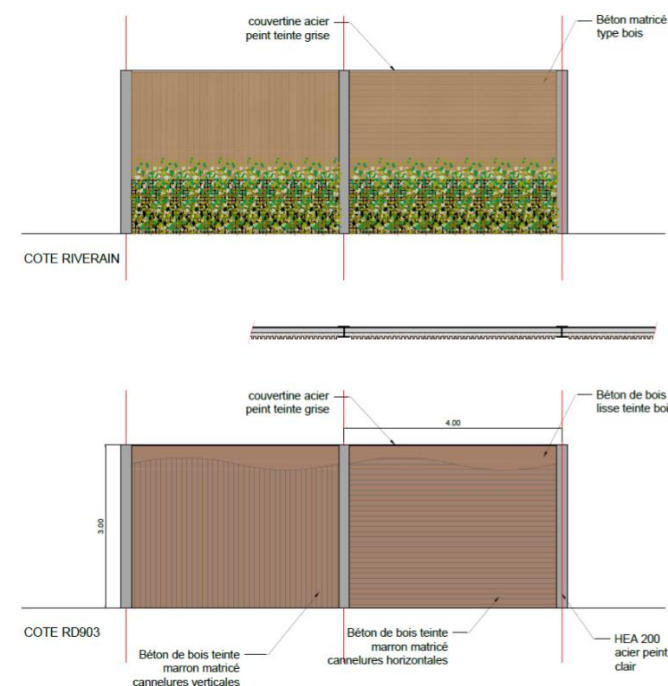 couvertine acier
peint teinte grise
Béton matricé
type bois
COTE RIVERAIN
couvertine acier
peint teinte grise
Béton de bois
lisse teinte boi
4.00
3.00
COTE RD903
Béton de bois teinte
marron matricé
cannelures verticales
Béton de bois teinte
marron matricé
cannelures horizontales
HEA 200
acier peint
clair